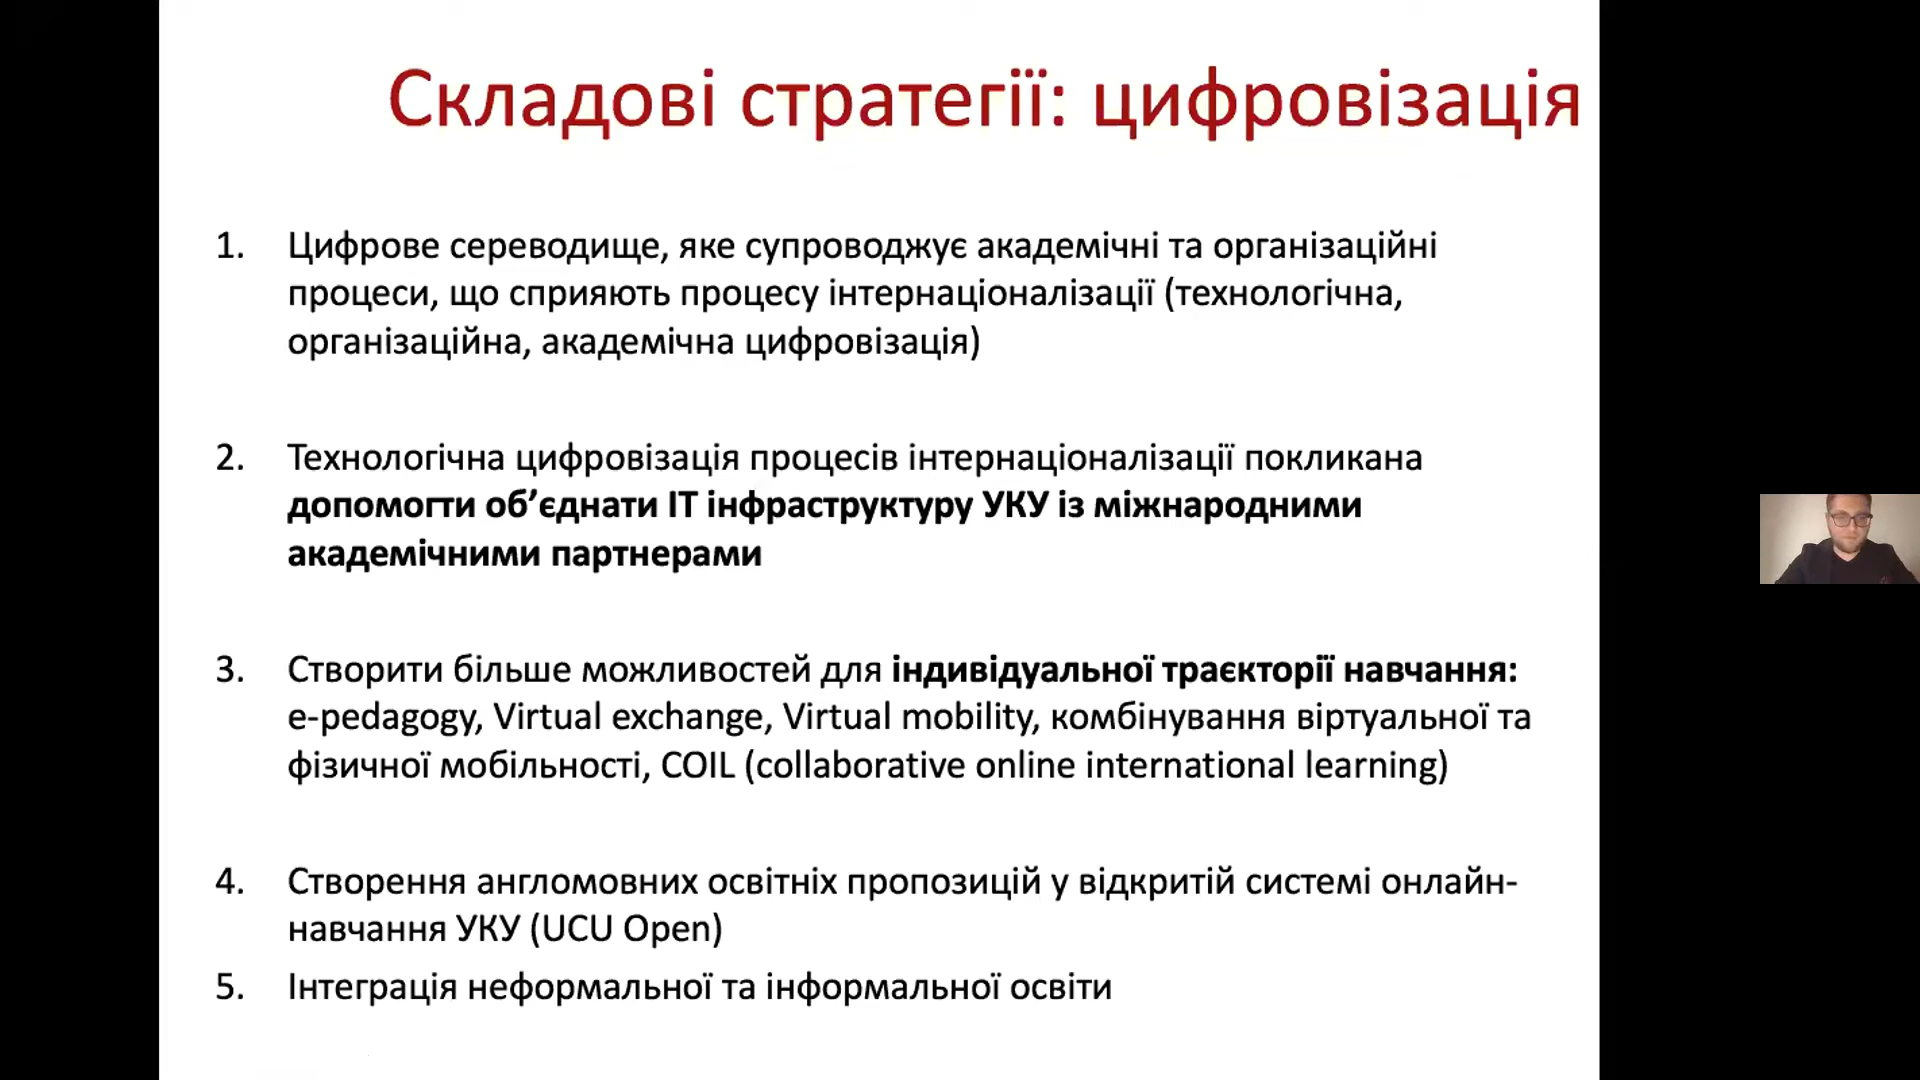 Складові стратегії: цифровізація
1. Цифрове середовище, яке супроводжує академічні та організаційні
процеси, що сприяють процесу інтернаціоналізації (технологічна,
організаційна, академічна цифровізація)
2. Технологічна цифровізація процесів інтернаціоналізації покликана
допомогти об’єднати ІТ інфраструктуру УКУ із міжнародними
академічними партнерами
3. Створити більше можливостей для індивідуальної траєкторії навчання:
e-pedagogy, Virtual exchange, Virtual mobility, комбінування віртуальної та
фізичної мобільності, COIL (collaborative online international learning)
4. Створення англомовних освітніх пропозицій у відкритій системі онлайн-
навчання УКУ (UCU Open)
5. Інтеграція неформальної та інформальної освіти